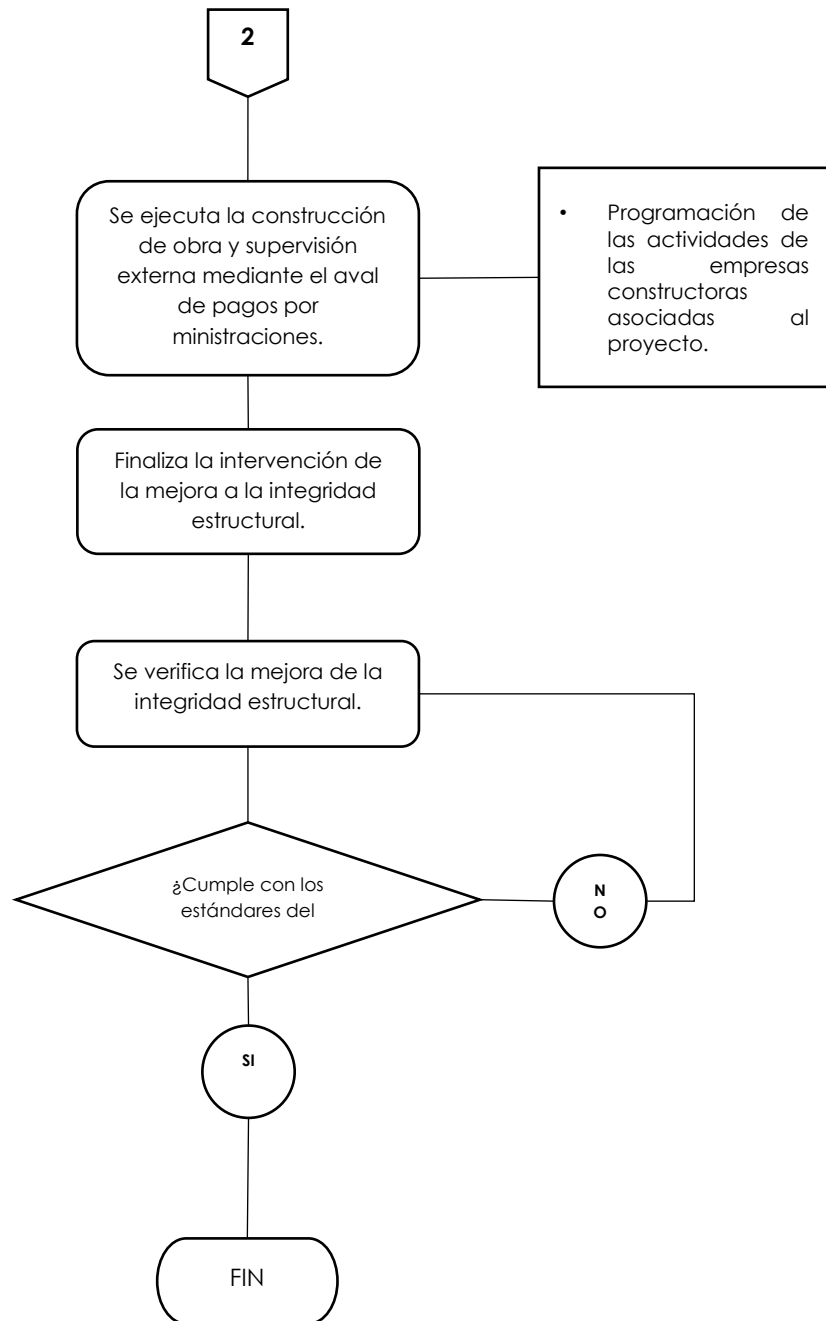 2
Se ejecuta la construcción
de obra y supervisión
externa mediante el aval
de pagos por
ministraciones.
• Programación de
las actividades de
las empresas
constructoras
asociadas al
proyecto.
Finaliza la intervención de
la mejora a la integridad
estructural.
Se verifica la mejora de la
integridad estructural.
¿Cumple con los
estándares del
N
O
SI
FIN